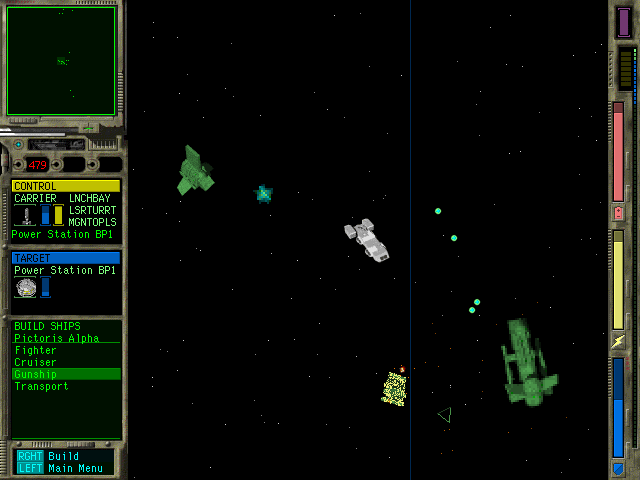 479
CONTROL
CARRIER LNCHBAY
LSRTURRT
MGNTOPLS
Power Station BP1
TARGET
Power Station BP1
BUILD SHIPS
Pictoris Alpha
Fighter
Cruiser
Gunship
Transport
RGHT Build
LEFT Main Menu